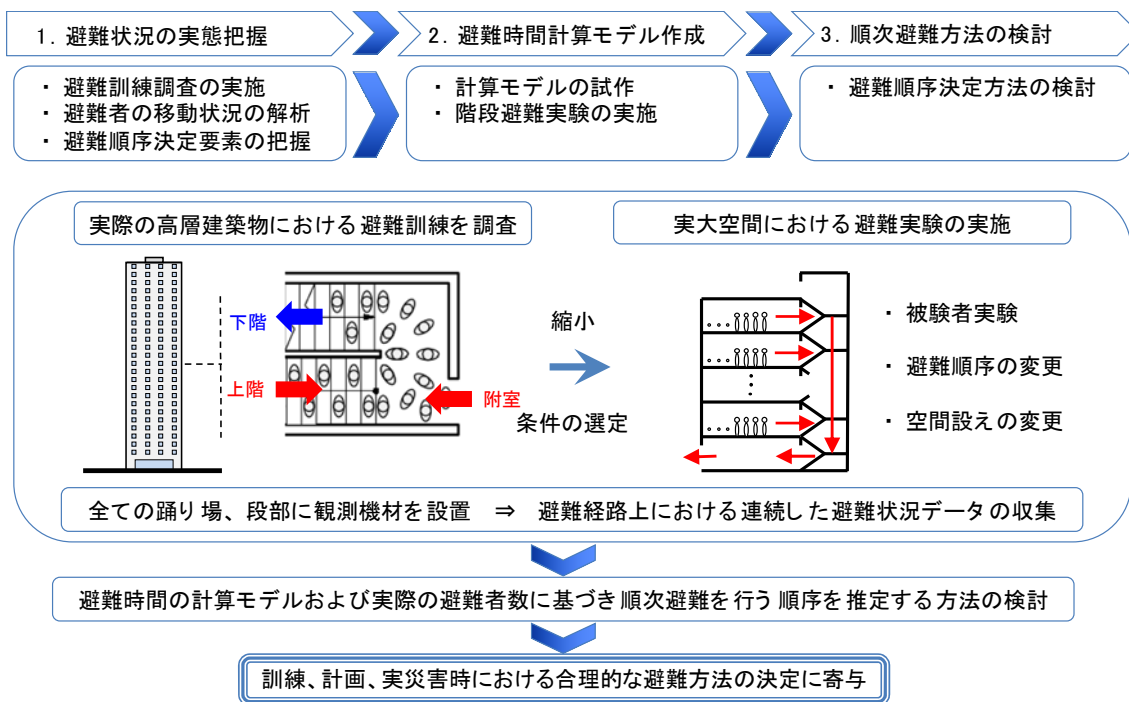 1．避難状況の実態把握
2．避難時間計算モデル作成
3．順次避難方法の検討
・ 避難訓練調査の実施
・ 避難者の移動状況の解析
・ 避難順序決定要素の把握
・ 計算モデルの試作
・ 階段避難実験の実施
・ 避難順序決定方法の検討
実際の高層建築物における避難訓練を調査
実大空間における避難実験の実施
下階
上階
附室
縮小
条件の選定
・ 被験者実験
・ 避難順序の変更
・ 空間設えの変更
全ての踊り場、段部に観測機材を設置　⇒　避難経路上における連続した避難状況データの収集
避難時間の計算モデルおよび実際の避難者数に基づき順次避難を行う順序を推定する方法の検討
訓練、計画、実災害時における合理的な避難方法の決定に寄与